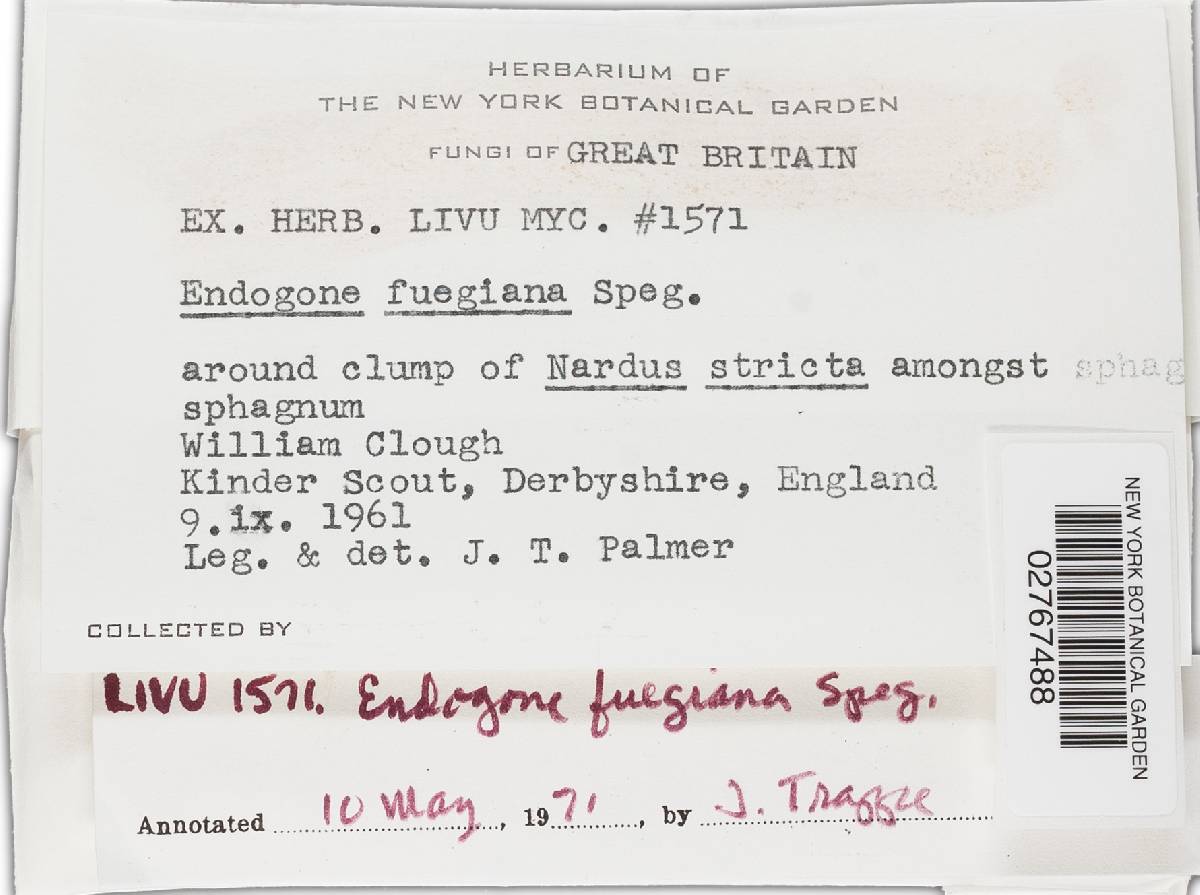 HERBARIUM OF
THE NEW YORK BOTANICAL GARDEN
FUNGI OF GREAT BRITAIN
EX. HERB. LIVU MYC. #1571
Endogone fuegiana Speg.
around clump of Nardus stricta amongst sphag
sphagnum
William Clough
Kinder Scout, Derbyshire, England
9.ix. 1961
Leg. & det. J. T. Palmer
COLLECTED BY
LIVU 1571. Endogone fuegiana Speg.
Annotated 10 May, 1971, by J. Trappe
NEW YORK BOTANICAL GARDEN
02767488